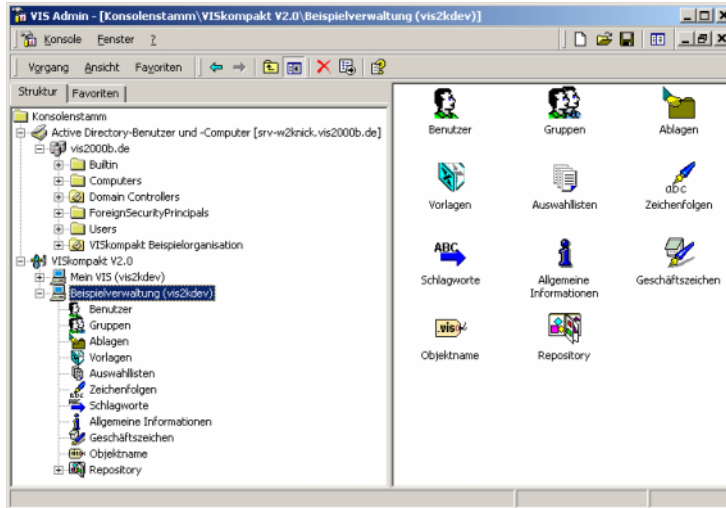 VIS Admin - [Konsolenstamm\VISkompakt V2.0\Beispielverwaltung (vis2kdev)]
Konsole Fenster ?
Vorgang Ansicht Favoriten
Struktur Favoriten
Konsolenstamm
Active Directory-Benutzer und -Computer [srv-w2knick.vis2000b.de]
vis2000b.de
Builtin
Computers
Domain Controllers
ForeignSecurityPrincipals
Users
VISkompakt Beispielorganisation
VISkompakt V2.0
Mein VIS (vis2kdev)
Beispielverwaltung (vis2kdev)
Benutzer
Gruppen
Ablagen
Vorlagen
Auswahllisten
Zeichenfolgen
Schlagworte
Allgemeine Informationen
Geschäftszeichen
Objektname
Repository
Benutzer Gruppen Ablagen
abc
Vorlagen Auswahllisten Zeichenfolgen
ABC
Schlagworte Allgemeine Geschäftszeichen
Informationen
.vis
Objektname Repository